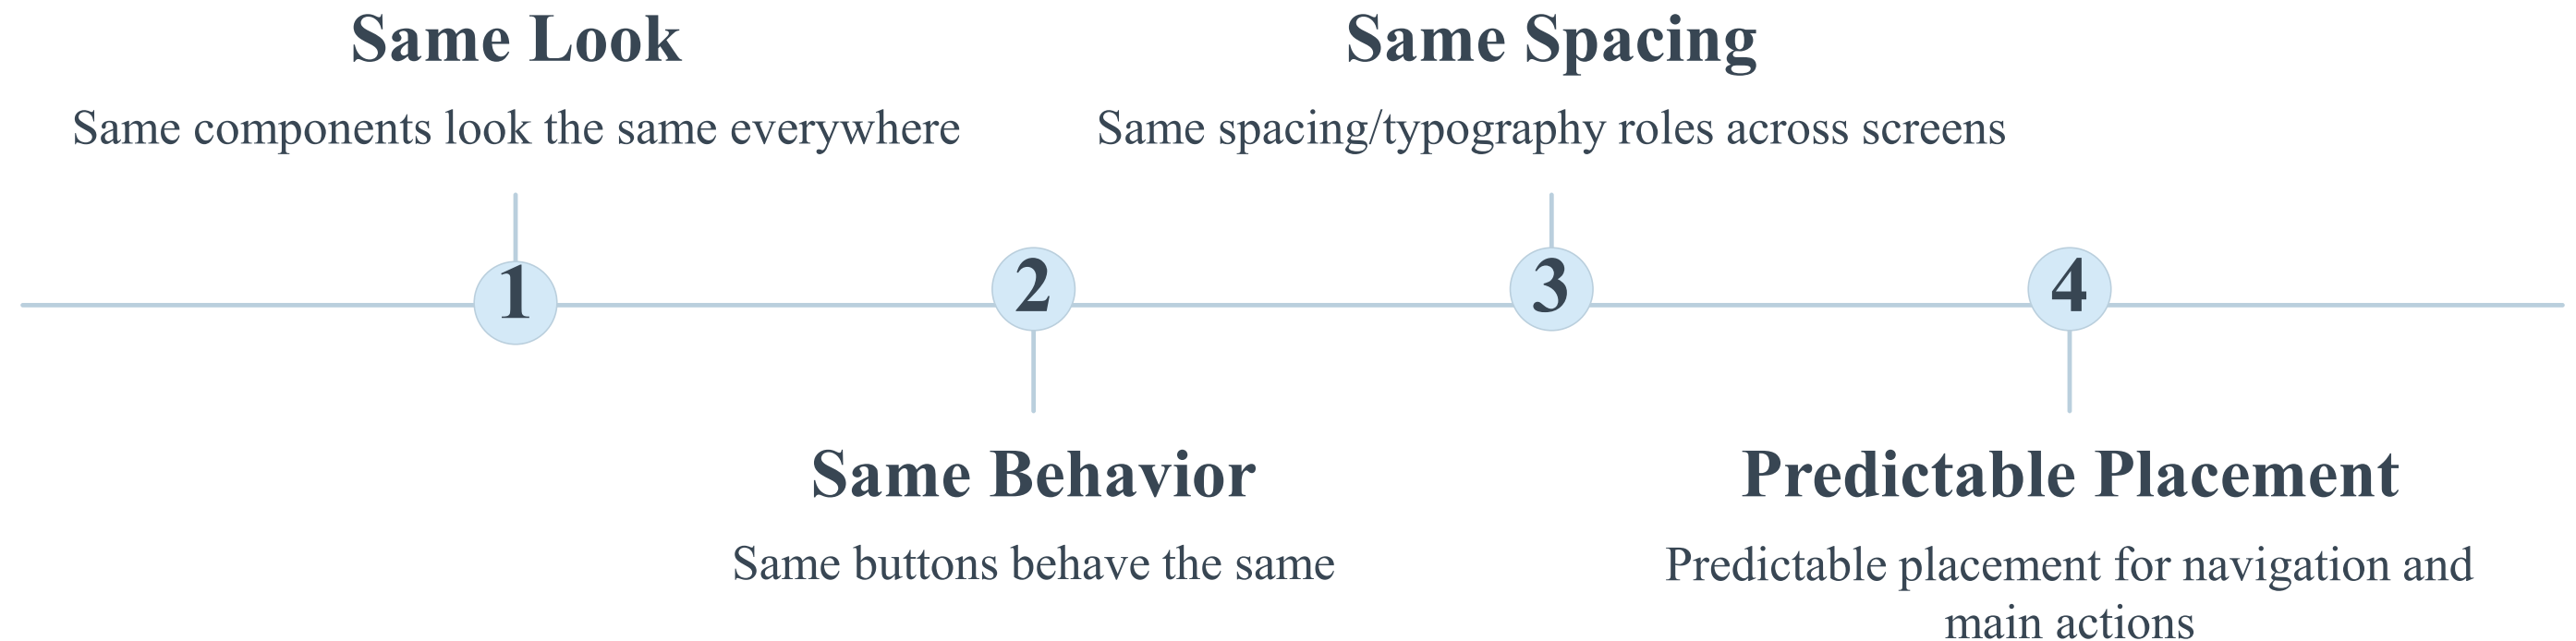 Same Look
Same components look the same everywhere
Same Spacing
Same spacing/typography roles across screens
1
2
3
4
Same Behavior
Same buttons behave the same
Predictable Placement
Predictable placement for navigation and
main actions